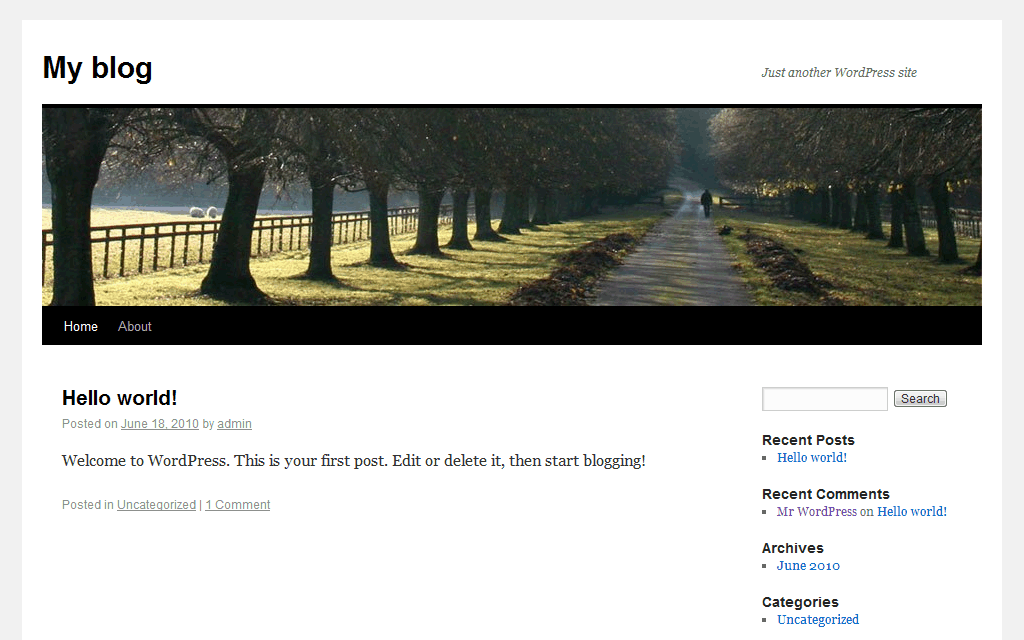 My blog
Just another WordPress site
Home About
Hello world!
Posted on June 18, 2010 by admin
Welcome to WordPress. This is your first post. Edit or delete it, then start blogging!
Posted in Uncategorized | 1 Comment
Search
Recent Posts
Hello world!
Recent Comments
Mr WordPress on Hello world!
Archives
June 2010
Categories
Uncategorized